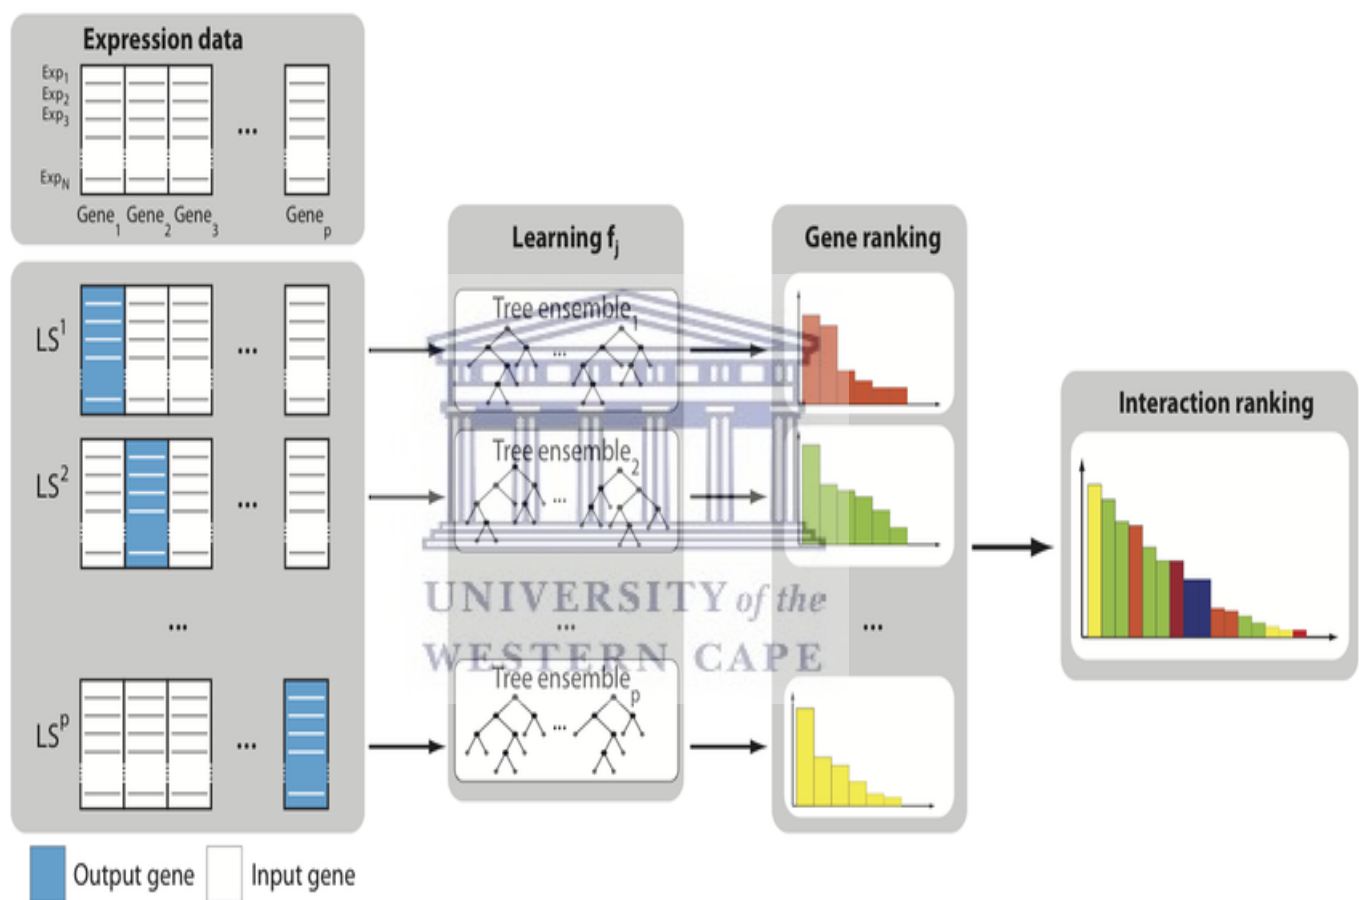 Expression data
Exp1
Exp2
Exp3
...
ExpN
Gene1 Gene2 Gene3 Genep
LS1
...
LS2
...
...
LSp
...
Output gene
Input gene
Learning fj
Tree ensemble1
...
Tree ensemble2
...
...
Tree ensemblep
...
Gene ranking
...
Interaction ranking
UNIVERSITY of the
WESTERN CAPE